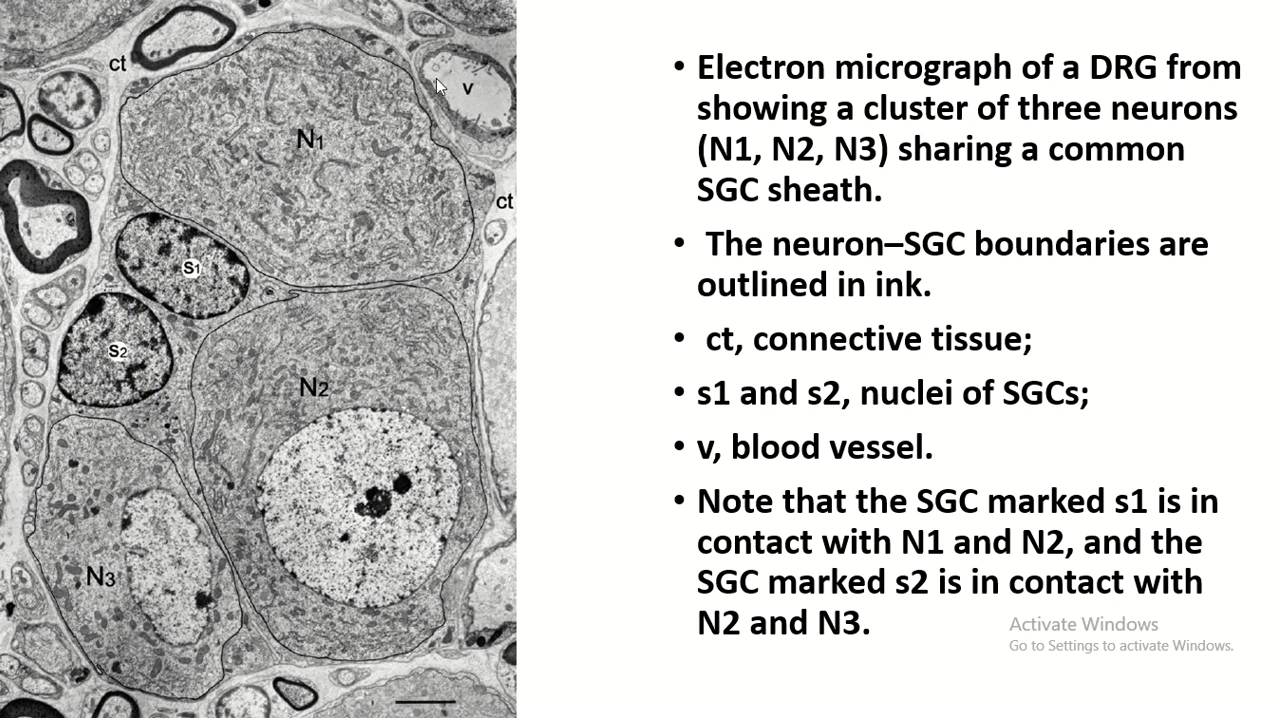 ct
v
N1
ct
S1
S2
N2
N3
• Electron micrograph of a DRG from
showing a cluster of three neurons
(N1, N2, N3) sharing a common
SGC sheath.
• The neuron–SGC boundaries are
outlined in ink.
• ct, connective tissue;
• s1 and s2, nuclei of SGCs;
• v, blood vessel.
• Note that the SGC marked s1 is in
contact with N1 and N2, and the
SGC marked s2 is in contact with
N2 and N3.
Activate Windows
Go to Settings to activate Windows.